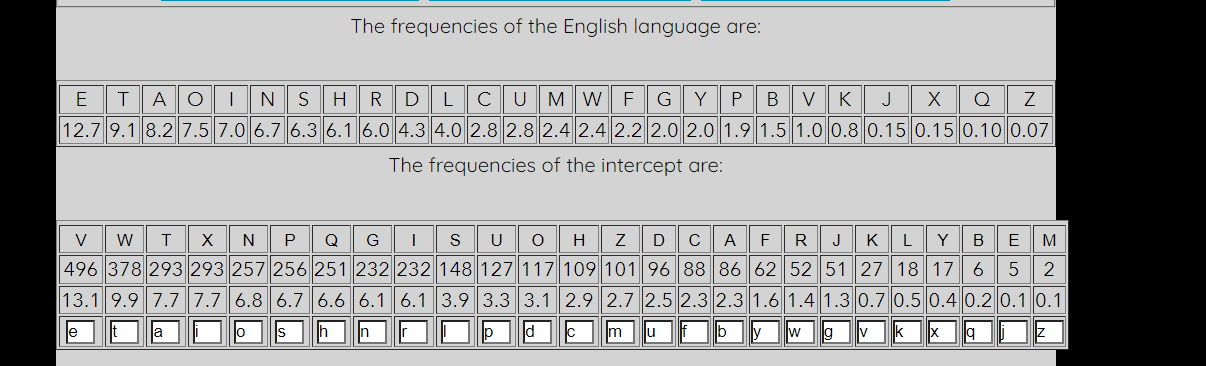 The frequencies of the English language are:
E T A O I N S H R D L C U M W F G Y P B V K J X Q Z
12.7 9.1 8.2 7.5 7.0 6.7 6.3 6.1 6.0 4.3 4.0 2.8 2.8 2.4 2.4 2.2 2.0 2.0 1.9 1.5 1.0 0.8 0.15 0.15 0.10 0.07
The frequencies of the intercept are:
V W T X N P Q G I S U O H Z D C A F R J K L Y B E M
496 378 293 293 257 256 251 232 232 148 127 117 109 101 96 88 86 62 52 51 27 18 17 6 5 2
13.1 9.9 7.7 7.7 6.8 6.7 6.6 6.1 6.1 3.9 3.3 3.1 2.9 2.7 2.5 2.3 2.3 1.6 1.4 1.3 0.7 0.5 0.4 0.2 0.1 0.1
e t a i o s h n r l p d c m u f b y w g v k x q j z